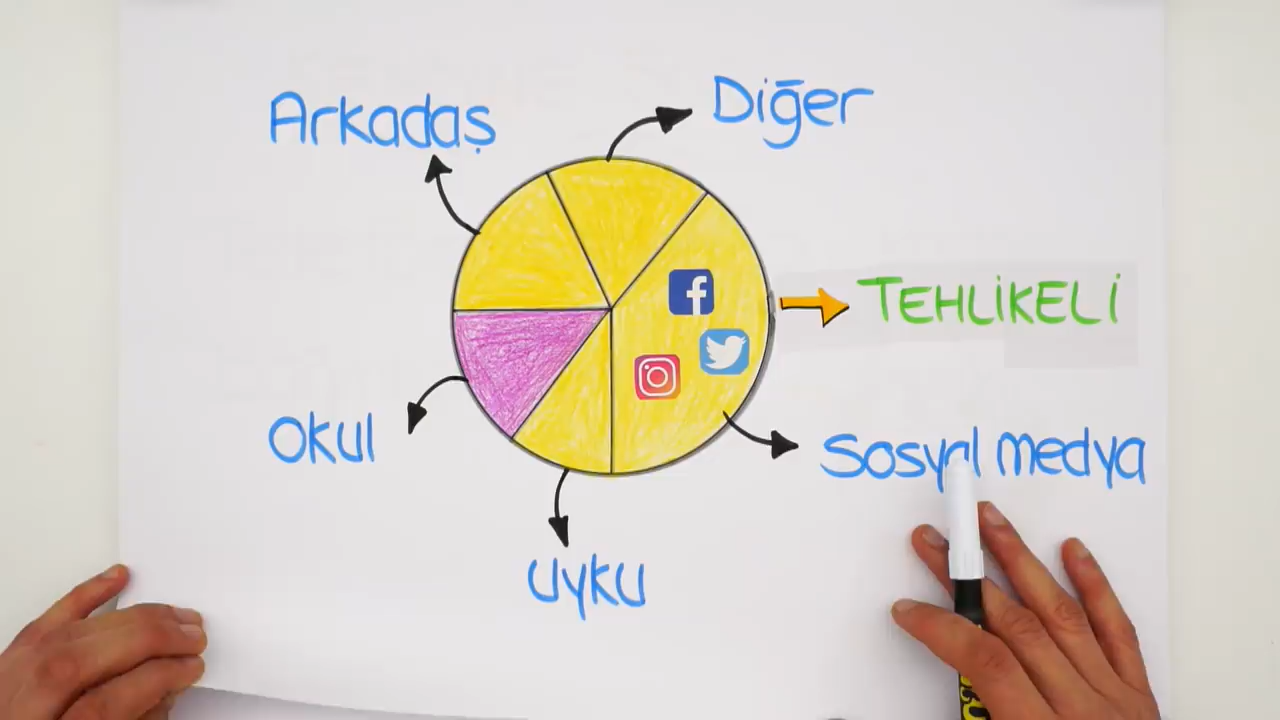 Arkadaş
Diğer
TEHLİKELİ
Okul
Sosyal medya
uyku